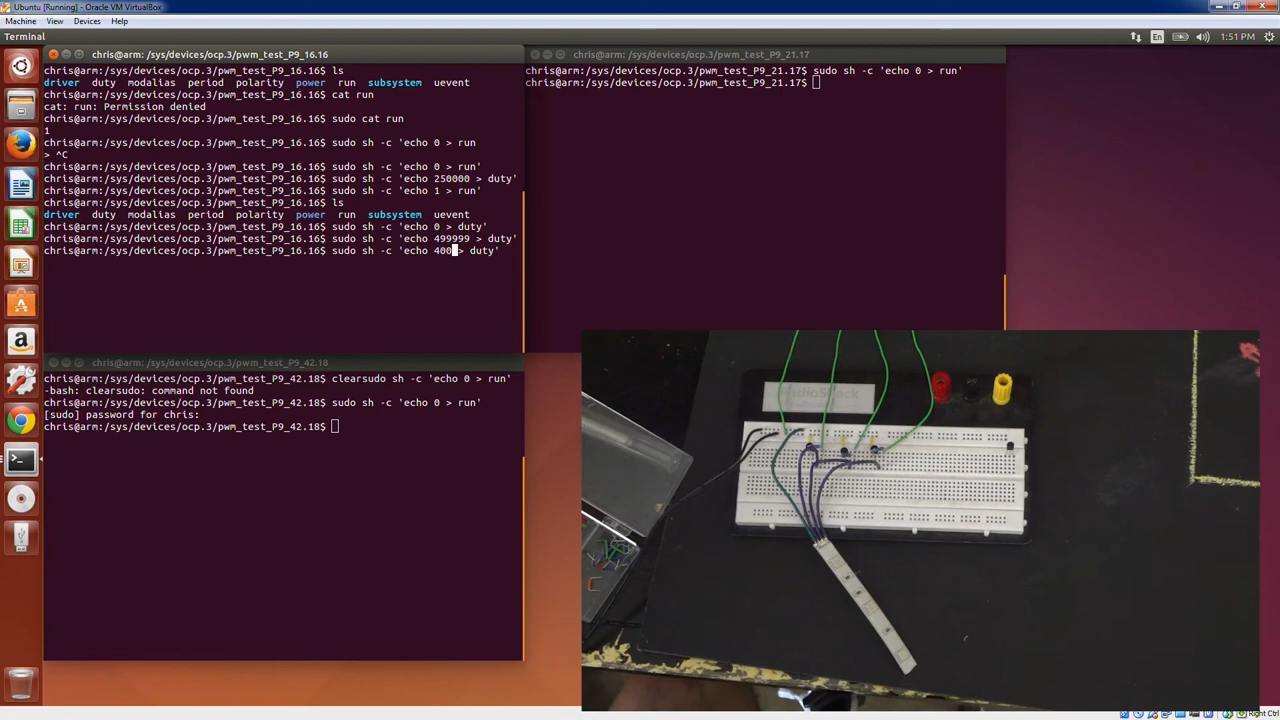 Ubuntu [Running] - Oracle VM VirtualBox
Machine View Devices Help
Terminal
En
1:51 PM
chris@arm: /sys/devices/ocp.3/pwm_test_P9_16.16
chris@arm:/sys/devices/ocp.3/pwm_test_P9_16.16$ ls
driver duty modalias period polarity power run subsystem uevent
chris@arm:/sys/devices/ocp.3/pwm_test_P9_16.16$ cat run
cat: run: Permission denied
chris@arm:/sys/devices/ocp.3/pwm_test_P9_16.16$ sudo cat run
1
chris@arm:/sys/devices/ocp.3/pwm_test_P9_16.16$ sudo sh -c 'echo 0 > run
> ^C
chris@arm:/sys/devices/ocp.3/pwm_test_P9_16.16$ sudo sh -c 'echo 0 > run'
chris@arm:/sys/devices/ocp.3/pwm_test_P9_16.16$ sudo sh -c 'echo 250000 > duty'
chris@arm:/sys/devices/ocp.3/pwm_test_P9_16.16$ sudo sh -c 'echo 1 > run'
chris@arm:/sys/devices/ocp.3/pwm_test_P9_16.16$ ls
driver duty modalias period polarity power run subsystem uevent
chris@arm:/sys/devices/ocp.3/pwm_test_P9_16.16$ sudo sh -c 'echo 0 > duty'
chris@arm:/sys/devices/ocp.3/pwm_test_P9_16.16$ sudo sh -c 'echo 499999 > duty'
chris@arm:/sys/devices/ocp.3/pwm_test_P9_16.16$ sudo sh -c 'echo 400 > duty'
chris@arm: /sys/devices/ocp.3/pwm_test_P9_21.17
chris@arm:/sys/devices/ocp.3/pwm_test_P9_21.17$ sudo sh -c 'echo 0 > run'
chris@arm:/sys/devices/ocp.3/pwm_test_P9_21.17$
chris@arm: /sys/devices/ocp.3/pwm_test_P9_42.18
chris@arm:/sys/devices/ocp.3/pwm_test_P9_42.18$ clearsudo sh -c 'echo 0 > run'
-bash: clearsudo: command not found
chris@arm:/sys/devices/ocp.3/pwm_test_P9_42.18$ sudo sh -c 'echo 0 > run'
[sudo] password for chris:
chris@arm:/sys/devices/ocp.3/pwm_test_P9_42.18$
RadioShack
Right Ctrl